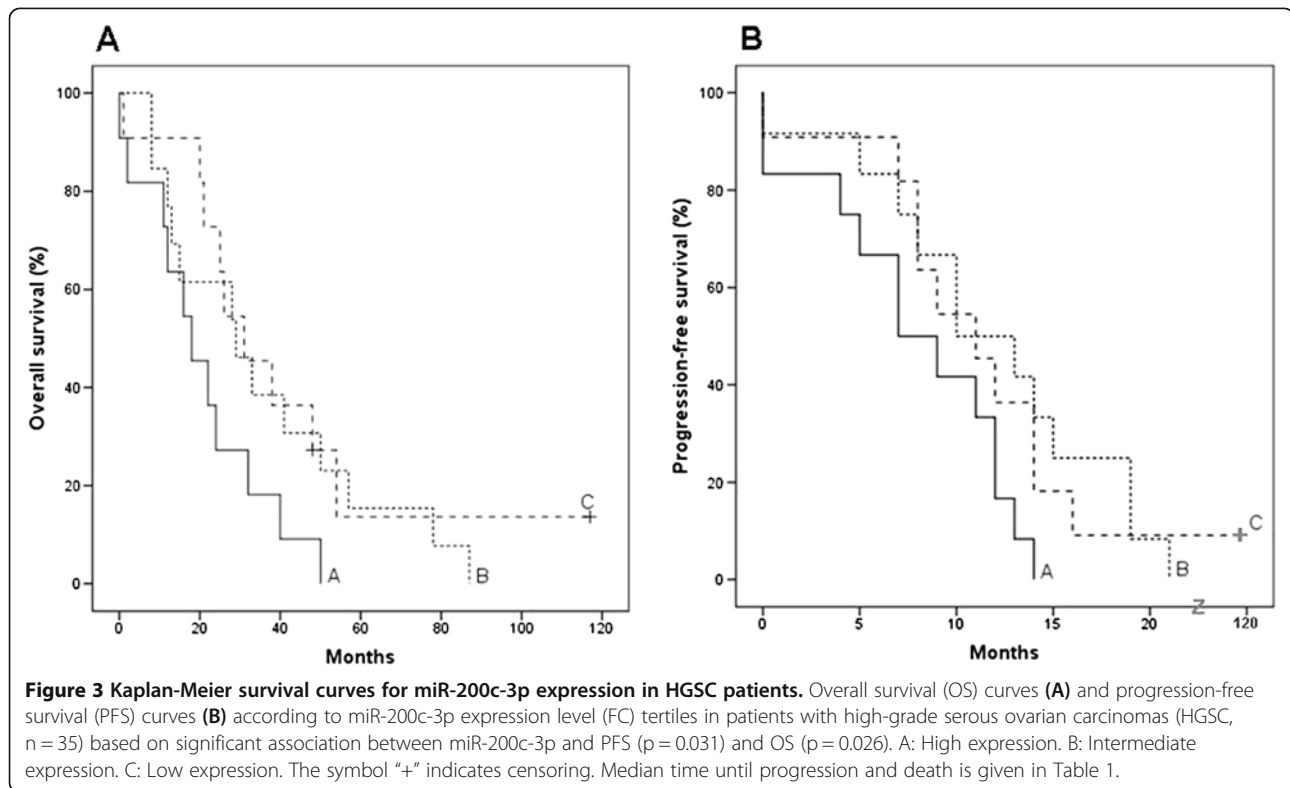 A
B
Overall survival (%)
100
80
60
40
20
0
A
B
C
0 20 40 60 80 100 120
Months
Progression-free survival (%)
100
80
60
40
20
0
A
B
C
Z
0 5 10 15 20 120
Months
Figure 3 Kaplan-Meier survival curves for miR-200c-3p expression in HGSC patients. Overall survival (OS) curves (A) and progression-free
survival (PFS) curves (B) according to miR-200c-3p expression level (FC) tertiles in patients with high-grade serous ovarian carcinomas (HGSC,
n = 35) based on significant association between miR-200c-3p and PFS (p = 0.031) and OS (p = 0.026). A: High expression. B: Intermediate
expression. C: Low expression. The symbol “+” indicates censoring. Median time until progression and death is given in Table 1.